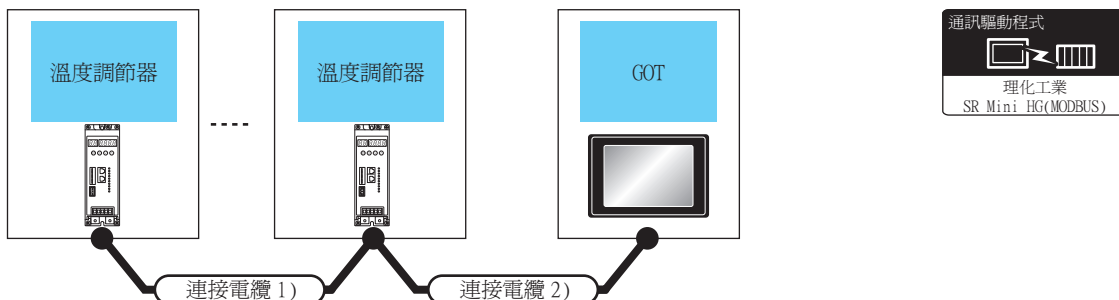 溫度調節器
溫度調節器
GOT
連接電纜 1)
連接電纜 2)
通訊驅動程式
理化工業
SR Mini HG(MODBUS)